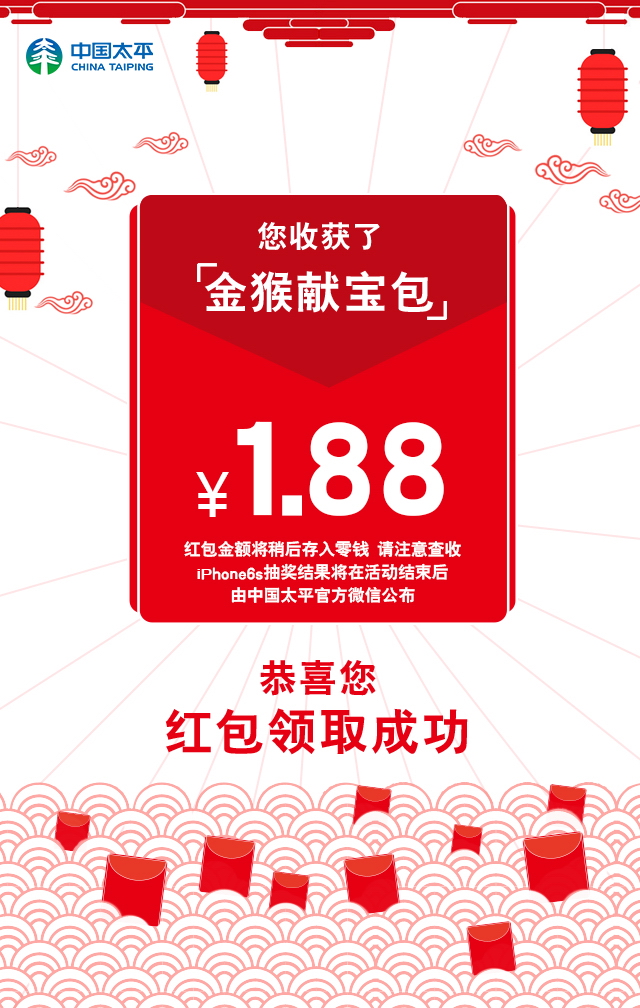 中国太平
CHINA TAIPING
您收获了
「金猴献宝包」
¥1.88
红包金额将稍后存入零钱 请注意查收
iPhone6s抽奖结果将在活动结束后
由中国太平官方微信公布
恭喜您
红包领取成功